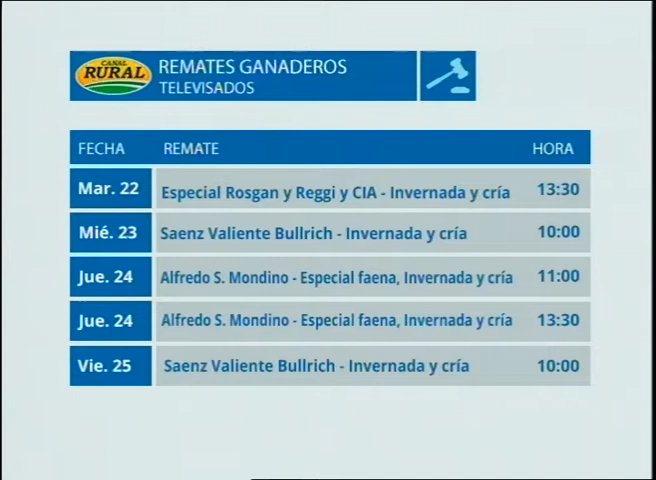 CANAL
RURAL
REMATES GANADEROS
TELEVISADOS
FECHA REMATE HORA
Mar. 22 Especial Rosgan y Reggi y CIA - Invernada y cría 13:30
Mié. 23 Saenz Valiente Bullrich - Invernada y cría 10:00
Jue. 24 Alfredo S. Mondino - Especial faena, Invernada y cría 11:00
Jue. 24 Alfredo S. Mondino - Especial faena, Invernada y cría 13:30
Vie. 25 Saenz Valiente Bullrich - Invernada y cría 10:00